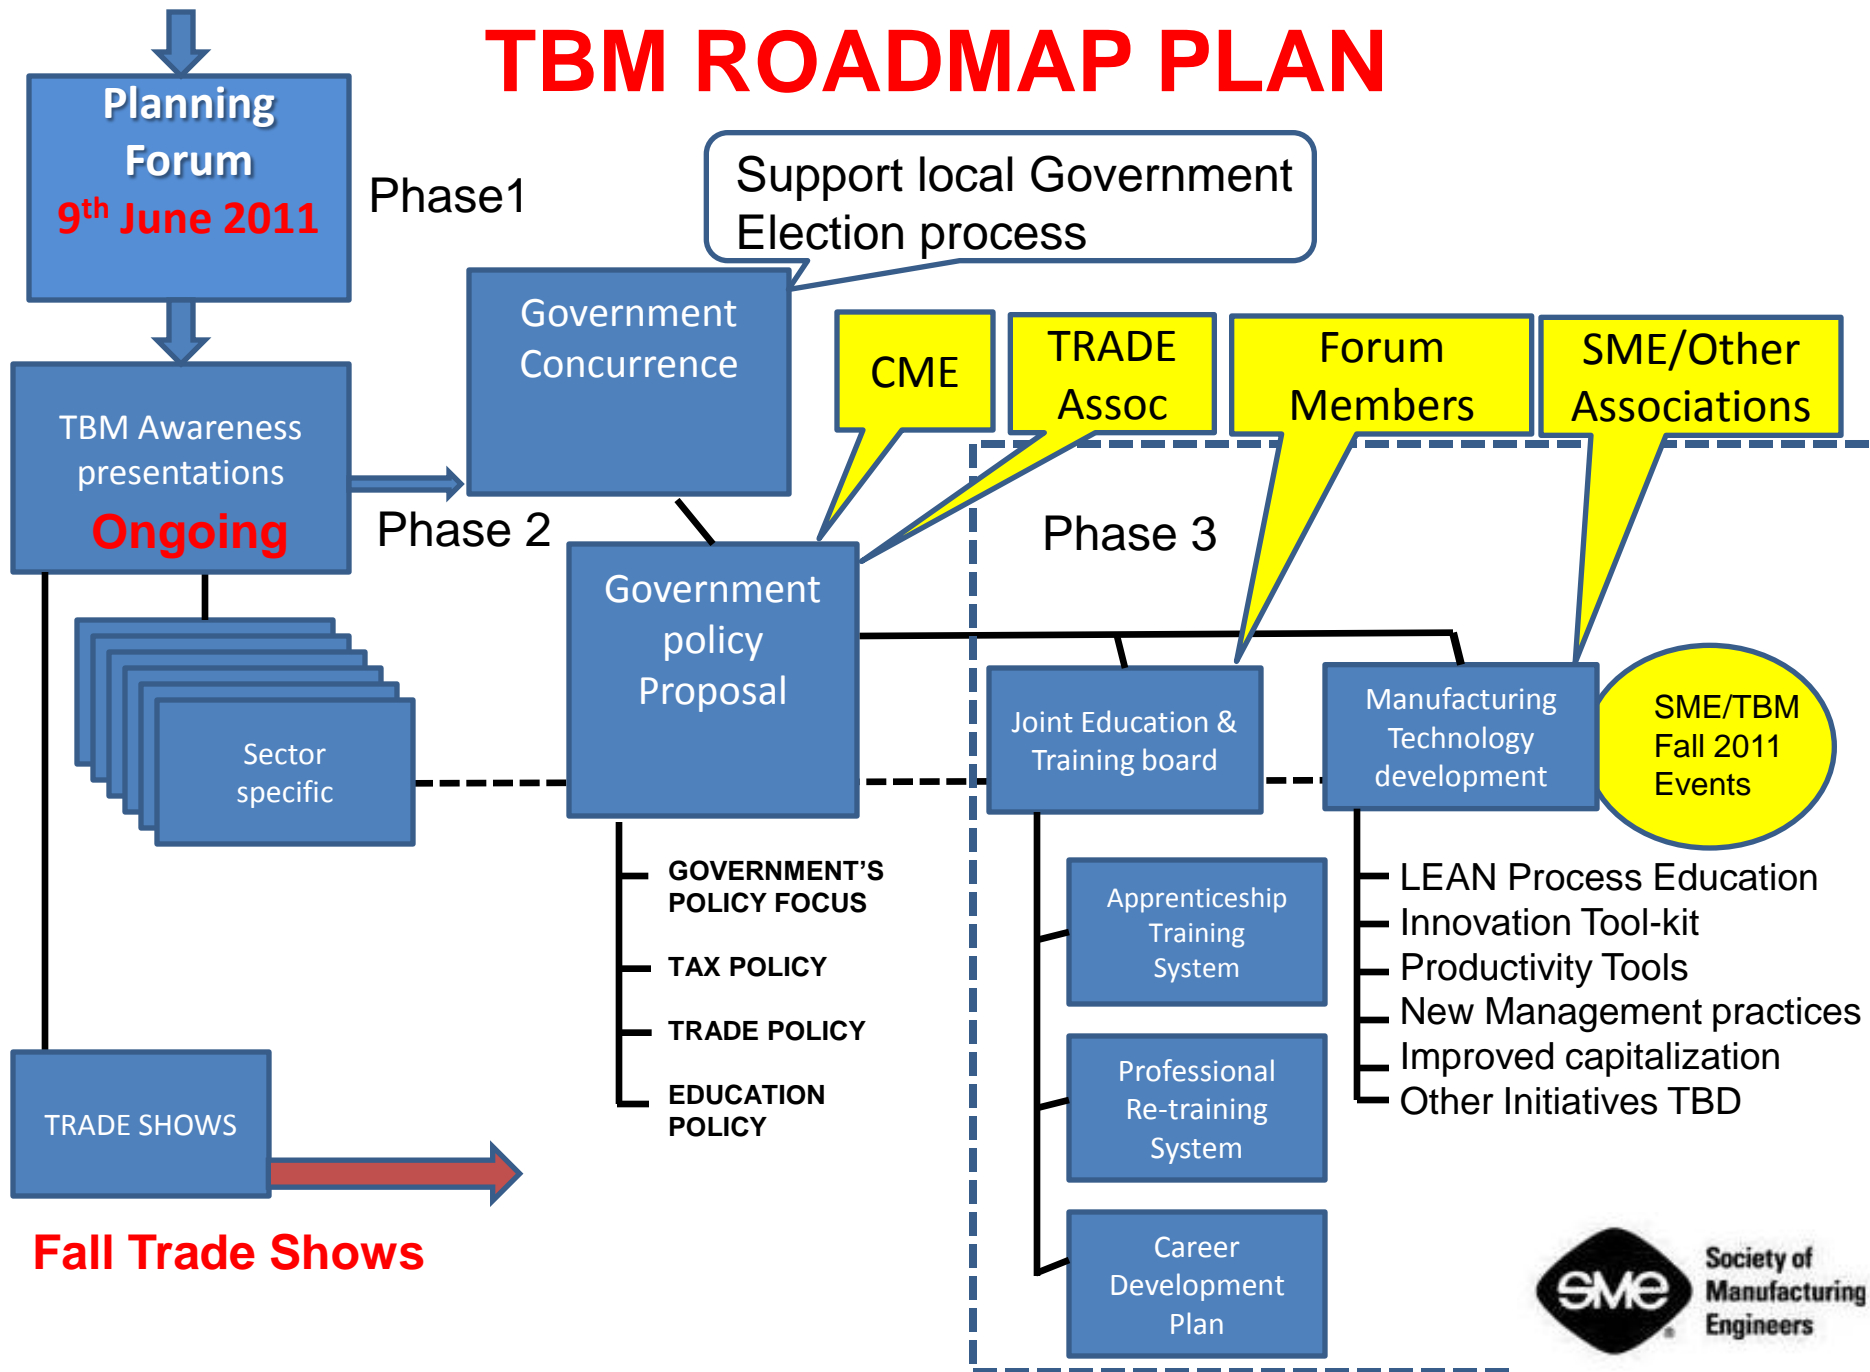 TBM ROADMAP PLAN
Planning
Forum
9th June 2011
Phase1
Support local Government
Election process
Government
Concurrence
CME
TRADE
Assoc
Forum
Members
SME/Other
Associations
TBM Awareness
presentations
Ongoing
Phase 2
Phase 3
Government
policy
Proposal
Sector
specific
Joint Education &
Training board
Manufacturing
Technology
development
SME/TBM
Fall 2011
Events
GOVERNMENT'S
POLICY FOCUS
TAX POLICY
TRADE POLICY
EDUCATION
POLICY
Apprenticeship
Training
System
Professional
Re-training
System
Career
Development
Plan
LEAN Process Education
Innovation Tool-kit
Productivity Tools
New Management practices
Improved capitalization
Other Initiatives TBD
TRADE SHOWS
Fall Trade Shows
SME
®
Society of
Manufacturing
Engineers